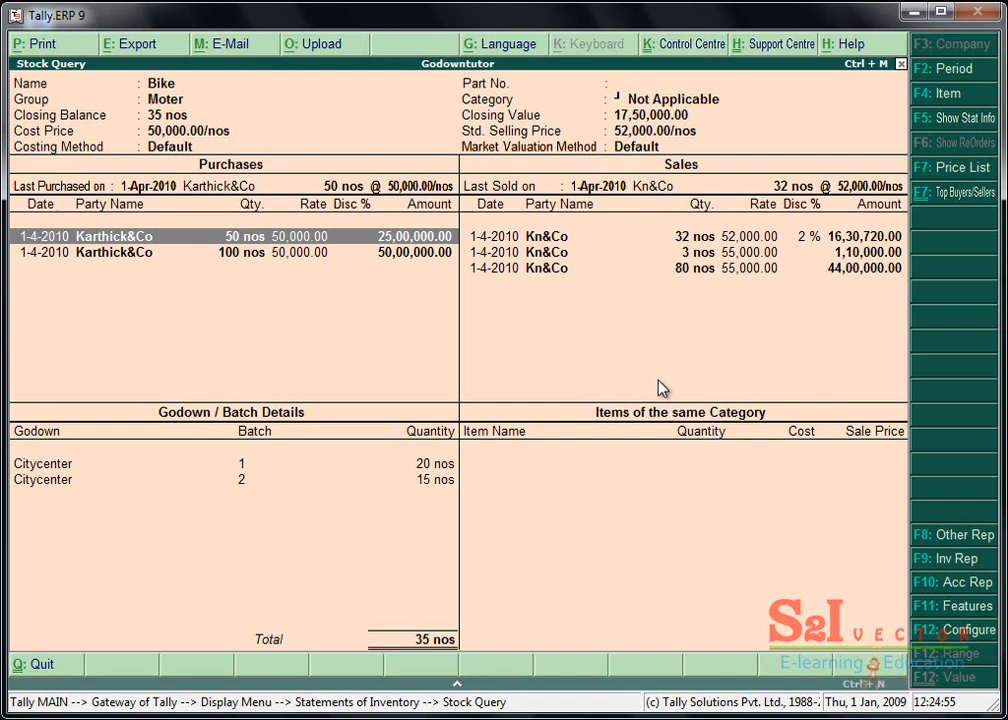 Tally.ERP 9
P: Print E: Export M: E-Mail O: Upload G: Language K: Keyboard K: Control Centre H: Support Centre H: Help F3: Company
Stock Query Godowntutor Ctrl + M
F2: Period
F4: Item
F5: Show Stat Info
F6: Show ReOrders
F7: Price List
F7: Top Buyers/Sellers
Name : Bike Part No. :
Group : Moter Category : ┘ Not Applicable
Closing Balance : 35 nos Closing Value : 17,50,000.00
Cost Price : 50,000.00/nos Std. Selling Price : 52,000.00/nos
Costing Method : Default Market Valuation Method : Default
Purchases Sales
Last Purchased on : 1-Apr-2010 Karthick&Co 50 nos @ 50,000.00/nos Last Sold on : 1-Apr-2010 Kn&Co 32 nos @ 52,000.00/nos
Date Party Name Qty. Rate Disc % Amount Date Party Name Qty. Rate Disc % Amount
1-4-2010 Karthick&Co 50 nos 50,000.00 25,00,000.00 1-4-2010 Kn&Co 32 nos 52,000.00 2 % 16,30,720.00
1-4-2010 Karthick&Co 100 nos 50,000.00 50,00,000.00 1-4-2010 Kn&Co 3 nos 55,000.00 1,10,000.00
1-4-2010 Kn&Co 80 nos 55,000.00 44,00,000.00
Godown / Batch Details Items of the same Category
Godown Batch Quantity Item Name Quantity Cost Sale Price
Citycenter 1 20 nos
Citycenter 2 15 nos
Total 35 nos
F8: Other Rep
F9: Inv Rep
F10: Acc Rep
F11: Features
F12: Configure
F12: Range
F12: Value
S2I VECTOR
E-learning & Education
Q: Quit
Ctrl + N
Tally MAIN --> Gateway of Tally --> Display Menu --> Statements of Inventory --> Stock Query (c) Tally Solutions Pvt. Ltd., 1988-2 Thu, 1 Jan, 2009 12:24:55